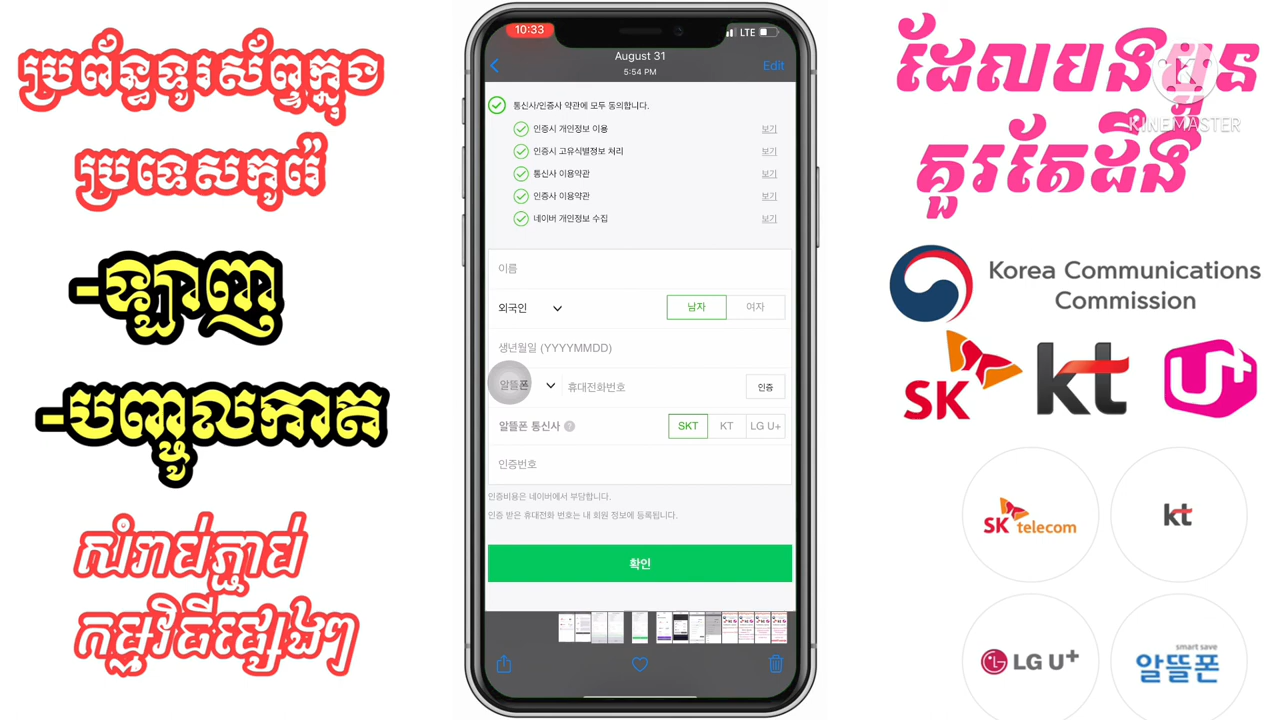 ប្រព័ន្ធទូរស័ព្ទក្នុង
ប្រទេសកូរ៉េ
-ឡាញ
-បញ្ចូលកាត
សំរាប់ភ្ជាប់
កម្មវិធីផ្សេងៗ
10:33
LTE
August 31
5:54 PM
Edit
통신사/인증사 약관에 모두 동의합니다.
인증시 개인정보 이용 보기
인증시 고유식별정보 처리 보기
통신사 이용약관 보기
인증사 이용약관 보기
네이버 개인정보 수집 보기
이름
외국인 남자 여자
생년월일 (YYYYMMDD)
알뜰폰 휴대전화번호 인증
알뜰폰 통신사 ? SKT KT LG U+
인증번호
인증비용은 네이버에서 부담합니다.
인증 받은 휴대전화 번호는 내 회원 정보에 등록됩니다.
확인
ដែលបងប្អូន
គួរតែដឹង
KINEMASTER
Korea Communications
Commission
SK kt U+
SK telecom kt
LG U+ smart save
알뜰폰